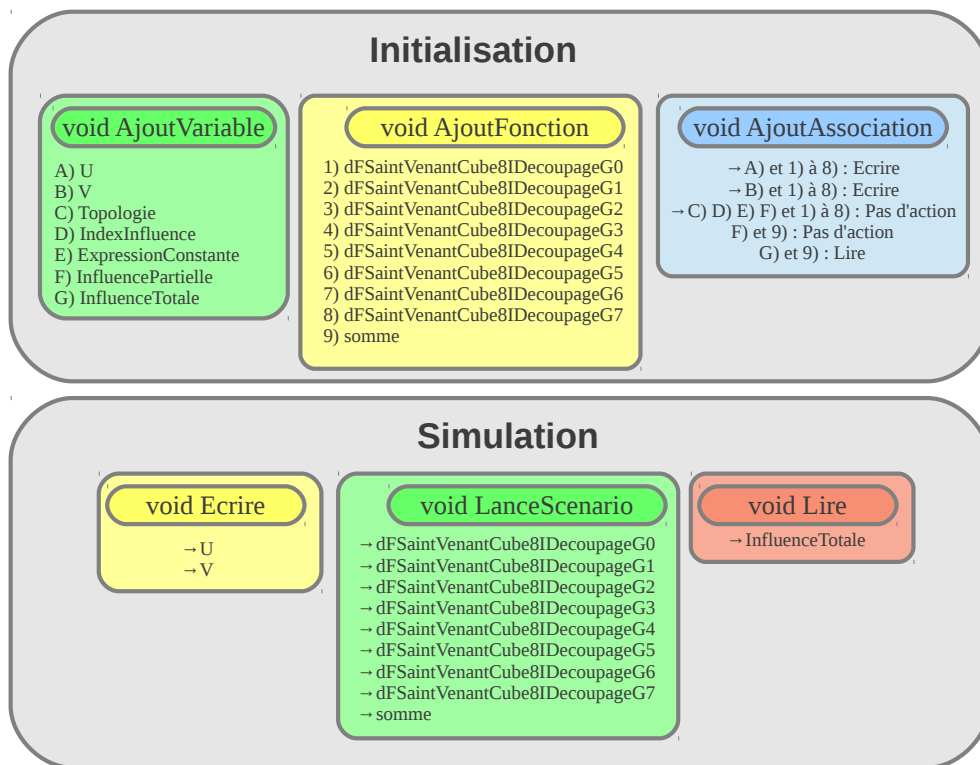 Initialisation
void AjoutVariable
A) U
B) V
C) Topologie
D) IndexInfluence
E) ExpressionConstante
F) InfluencePartielle
G) InfluenceTotale
void AjoutFonction
1) dFSaintVenantCube8IDecoupageG0
2) dFSaintVenantCube8IDecoupageG1
3) dFSaintVenantCube8IDecoupageG2
4) dFSaintVenantCube8IDecoupageG3
5) dFSaintVenantCube8IDecoupageG4
6) dFSaintVenantCube8IDecoupageG5
7) dFSaintVenantCube8IDecoupageG6
8) dFSaintVenantCube8IDecoupageG7
9) somme
void AjoutAssociation
→A) et 1) à 8) : Ecrire
→B) et 1) à 8) : Ecrire
→C) D) E) F) et 1) à 8) : Pas d'action
F) et 9) : Pas d'action
G) et 9) : Lire
Simulation
void Ecrire
→U
→V
void LanceScenario
→dFSaintVenantCube8IDecoupageG0
→dFSaintVenantCube8IDecoupageG1
→dFSaintVenantCube8IDecoupageG2
→dFSaintVenantCube8IDecoupageG3
→dFSaintVenantCube8IDecoupageG4
→dFSaintVenantCube8IDecoupageG5
→dFSaintVenantCube8IDecoupageG6
→dFSaintVenantCube8IDecoupageG7
→somme
void Lire
→InfluenceTotale